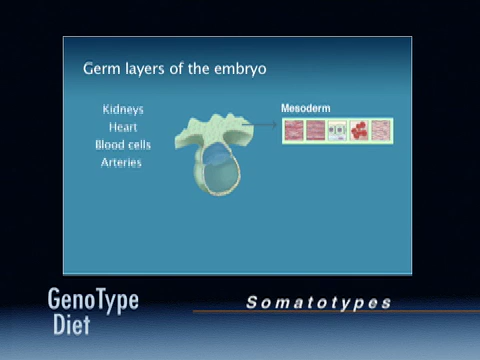 Germ layers of the embryo
Kidneys
Heart
Blood cells
Arteries
Mesoderm
GenoType
Diet
Somatotypes